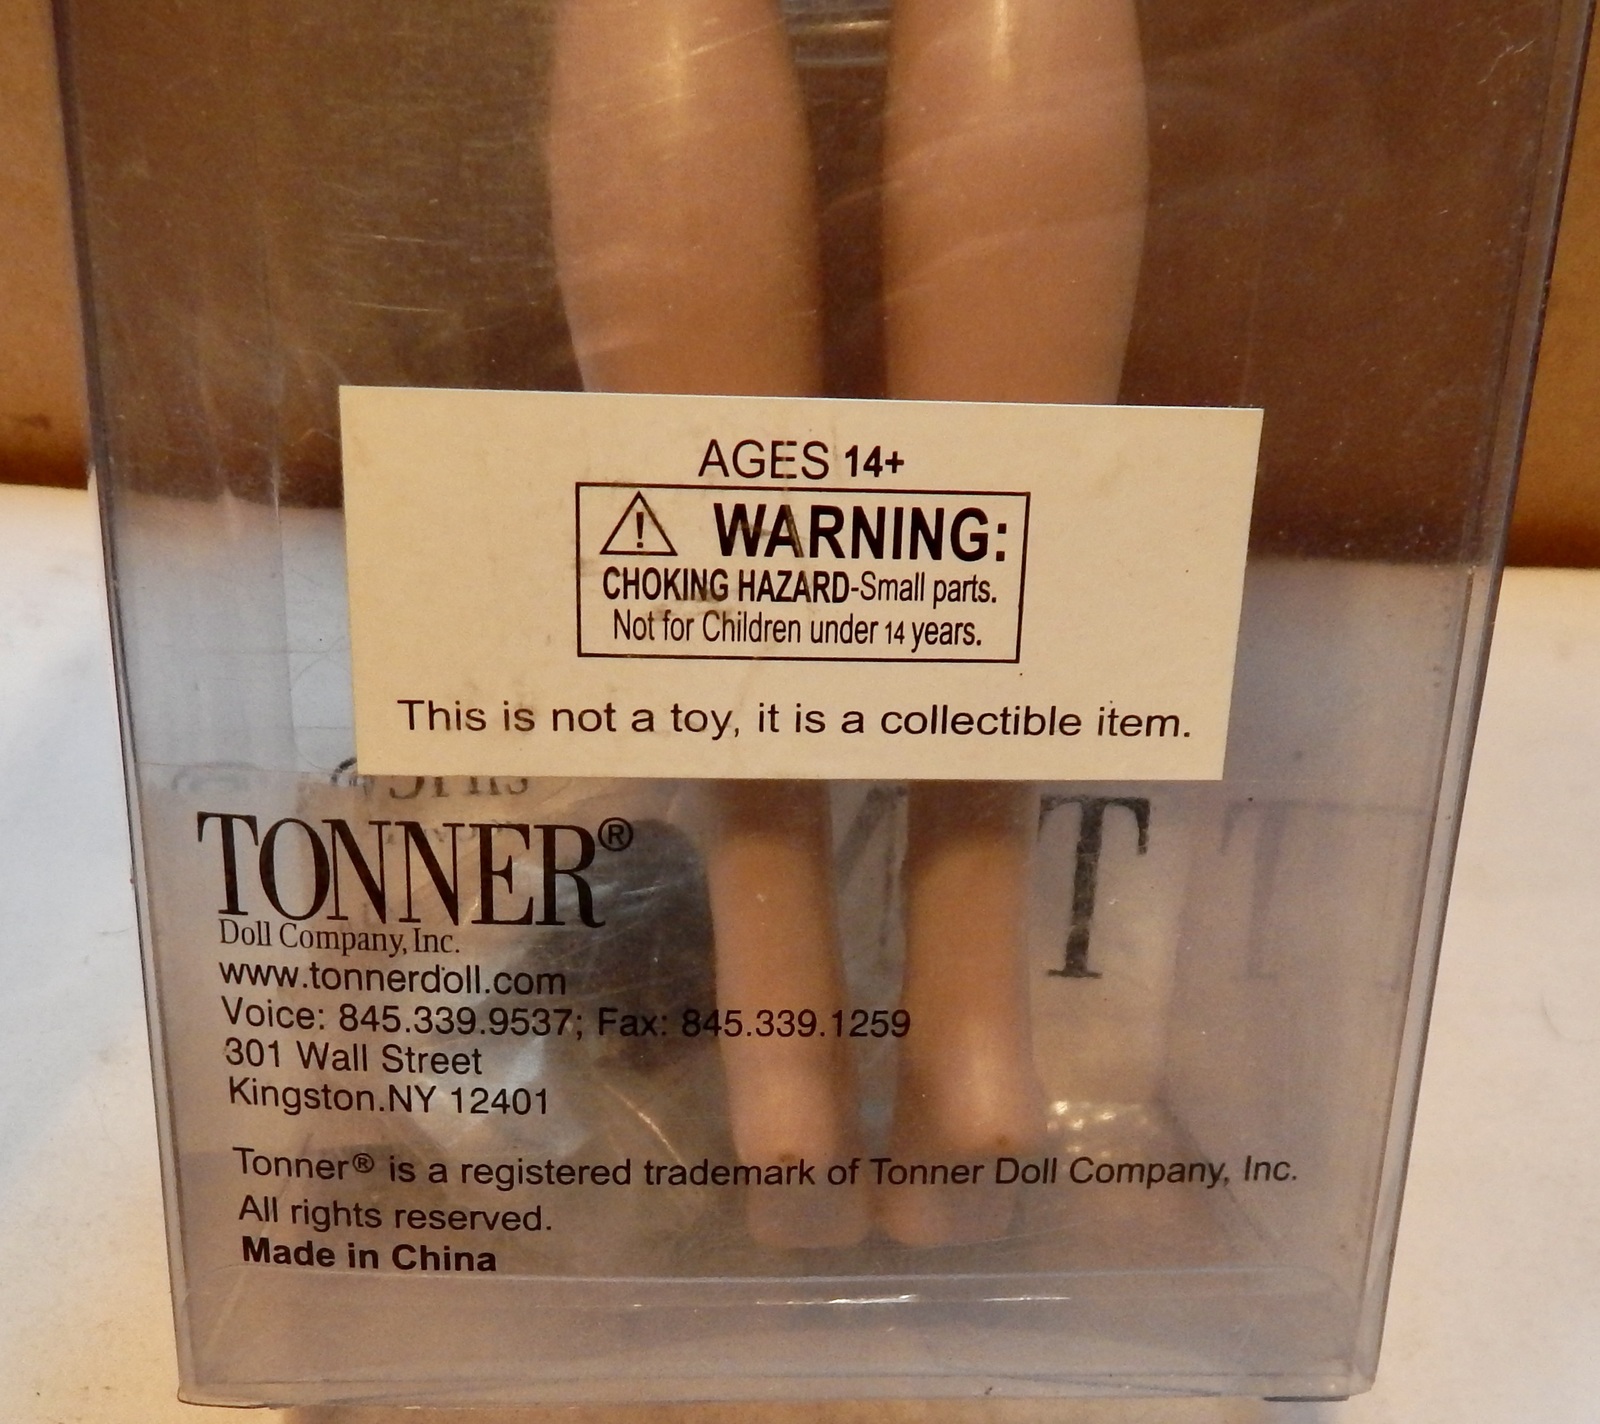 AGES 14+
WARNING:
CHOKING HAZARD-Small parts.
Not for Children under 14 years.
This is not a toy, it is a collectible item.
TONNER®
Doll Company, Inc.
www.tonnerdoll.com
Voice: 845.339.9537; Fax: 845.339.1259
301 Wall Street
Kingston.NY 12401
Tonner® is a registered trademark of Tonner Doll Company, Inc.
All rights reserved.
Made in China
T